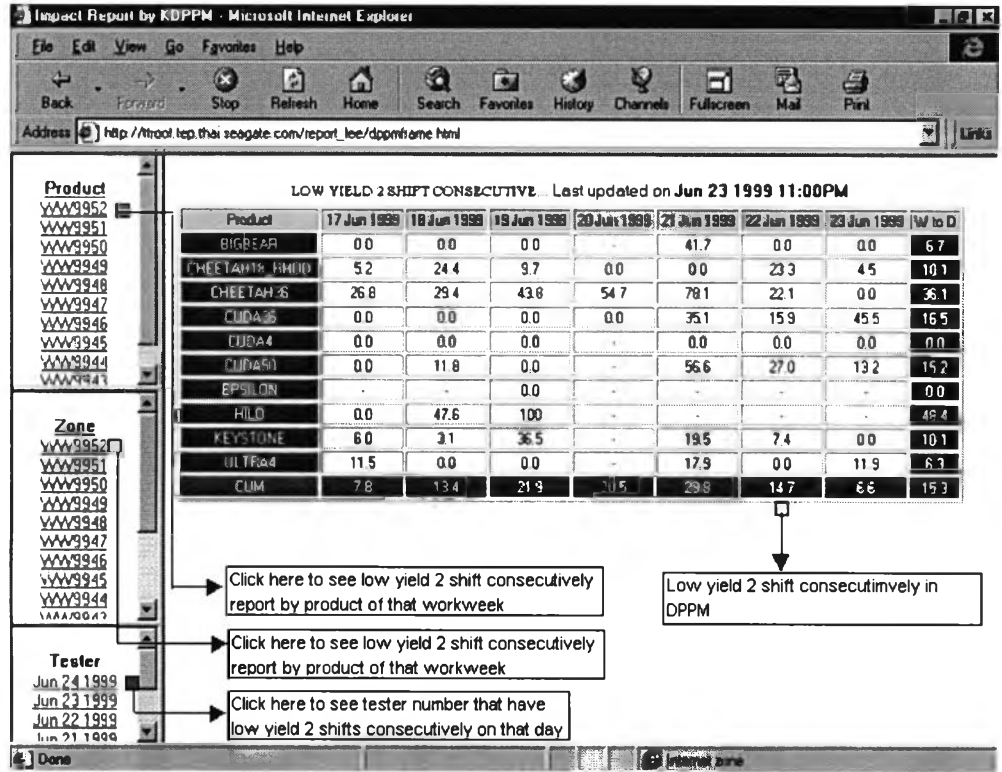 Impact Report by KDPPM - Microsoft Internet Explorer
File Edit View Go Favorites Help
Back Forward Stop Refresh Home Search Favorites History Channels Fullscreen Mail Print
Address http://ttroot.tep.thai.seagate.com/report_lee/dppmframe.html Links
Product
WW9952
WW9951
WW9950
WW9949
WW9948
WW9947
WW9946
WW9945
WW9944
WW9943
Zone
WW9952
WW9951
WW9950
WW9949
WW9948
WW9947
WW9946
WW9945
WW9944
WW9943
Tester
Jun 24 1999
Jun 23 1999
Jun 22 1999
Jun 21 1999
LOW YIELD 2 SHIFT CONSECUTIVE... Last updated on Jun 23 1999 11:00PM
Product 17 Jun 1999 18 Jun 1999 19 Jun 1999 20 Jun 1999 21 Jun 1999 22 Jun 1999 23 Jun 1999 W to D
BIGBEAR 0.0 0.0 0.0 - 41.7 0.0 0.0 6.7
5.2 24.4 9.7 0.0 0.0 23.3 4.5 10.1
CHEETAH36 26.8 29.4 43.8 54.7 78.1 22.1 0.0 36.1
CUDA36 0.0 0.0 0.0 0.0 35.1 15.9 45.5 16.5
CUDA4 0.0 0.0 0.0 - 0.0 0.0 0.0 0.0
CUDA50 0.0 11.8 0.0 - 56.6 27.0 13.2 15.2
EPSILON - - 0.0 - - - - 0.0
HILO 0.0 47.6 100 - - - - 48.4
KEYSTONE 6.0 3.1 36.5 - 19.5 7.4 0.0 10.1
ULTRA4 11.5 0.0 0.0 - 17.9 0.0 11.9 6.3
CUM 7.8 13.4 21.9 29.8 14.7 6.6 15.3
Click here to see low yield 2 shift consecutively
report by product of that workweek
Low yield 2 shift consecutimvely in
DPPM
Click here to see low yield 2 shift consecutively
report by product of that workweek
Click here to see tester number that have
low yield 2 shifts consecutively on that day
Done
Internet zone